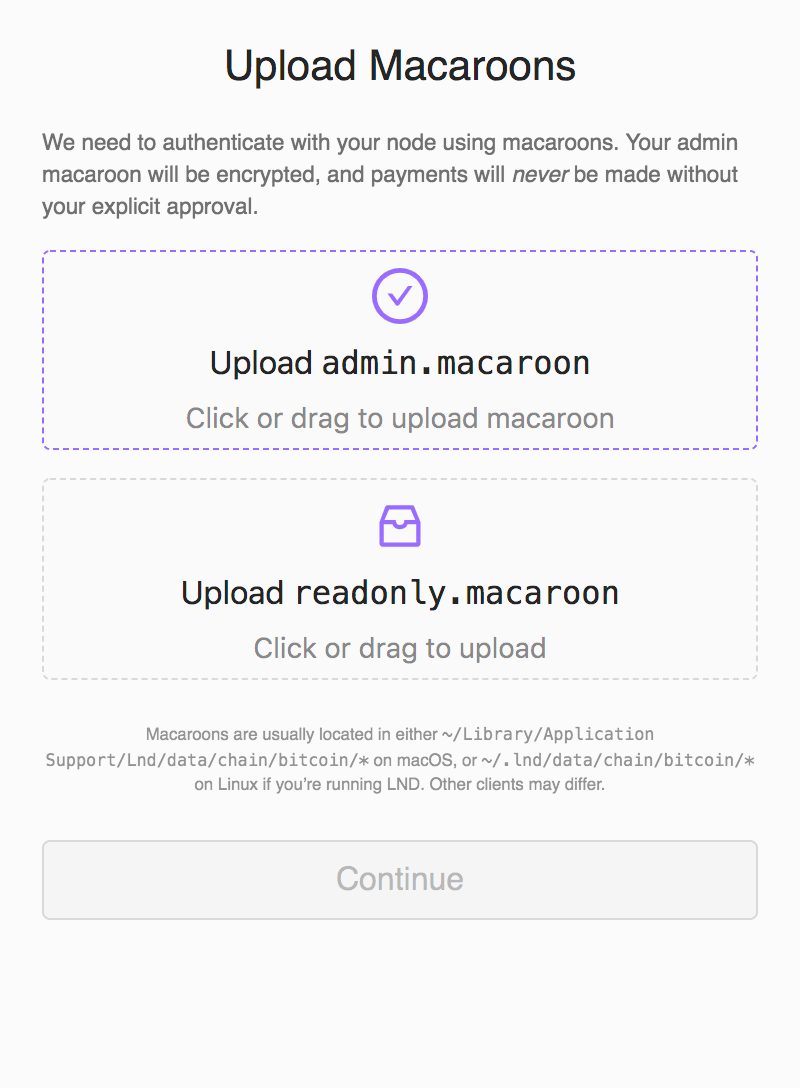 Upload Macaroons
We need to authenticate with your node using macaroons. Your admin
macaroon will be encrypted, and payments will never be made without
your explicit approval.
Upload admin.macaroon
Click or drag to upload macaroon
Upload readonly.macaroon
Click or drag to upload
Macaroons are usually located in either ~/Library/Application
Support/Lnd/data/chain/bitcoin/* on macOS, or ~/.lnd/data/chain/bitcoin/*
on Linux if you’re running LND. Other clients may differ.
Continue